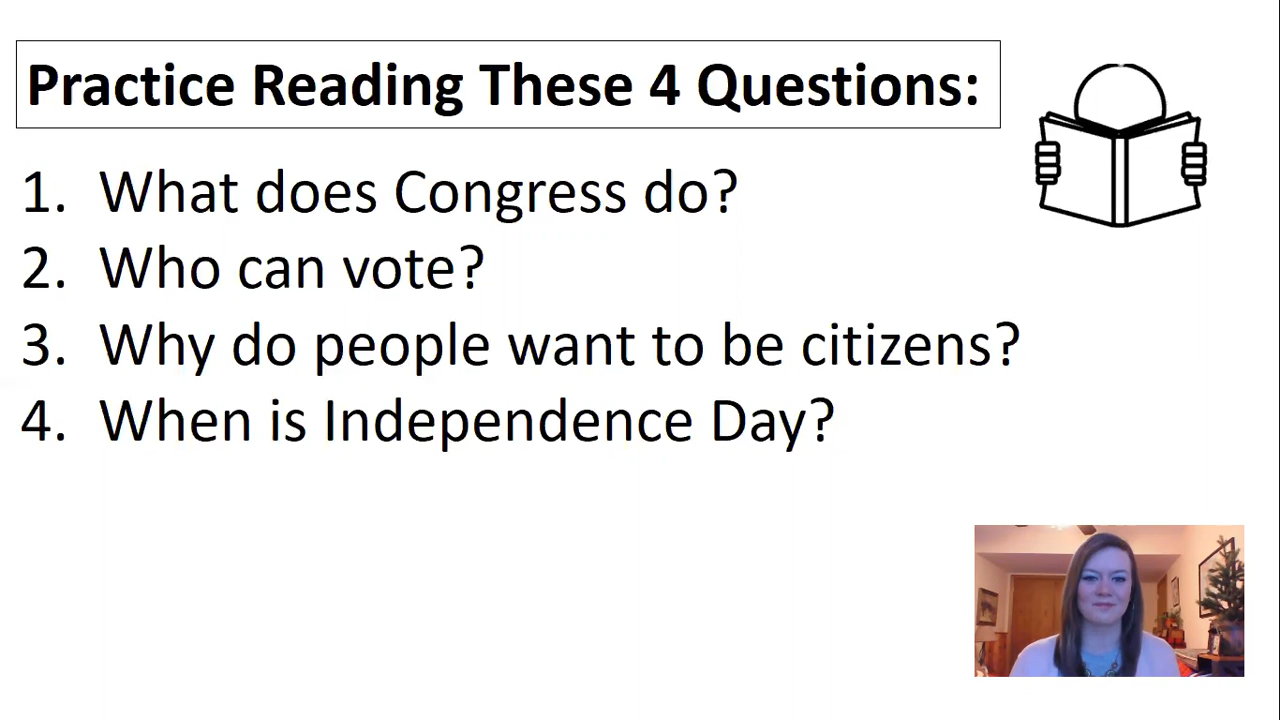 Practice Reading These 4 Questions:
1. What does Congress do?
2. Who can vote?
3. Why do people want to be citizens?
4. When is Independence Day?